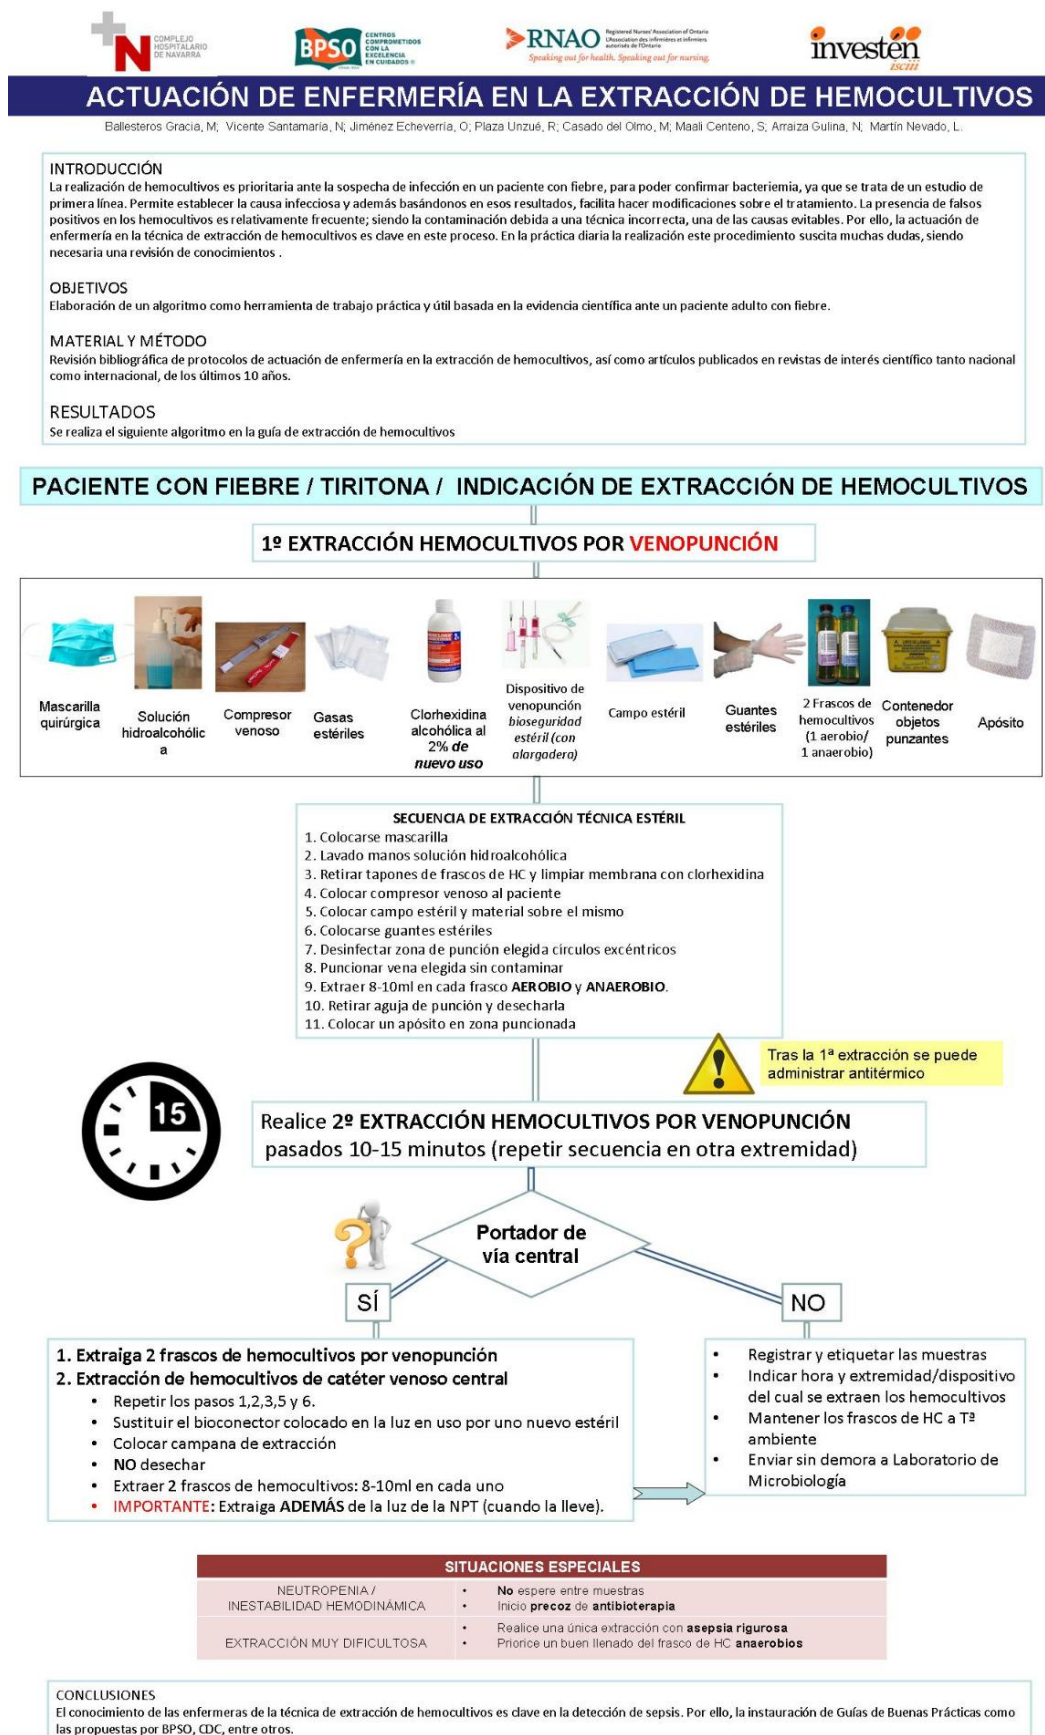 COMPLEJO
HOSPITALARIO
DE NAVARRA
N
BPSO
CENTROS
COMPROMETIDOS
CON LA
EXCELENCIA
EN CUIDADOS ®
RNAO
Registered Nurses' Association of Ontario
L'Association des infirmières et infirmiers
autorisés de l'Ontario
Speaking out for health. Speaking out for nursing.
investén
isciii
ACTUACIÓN DE ENFERMERÍA EN LA EXTRACCIÓN DE HEMOCULTIVOS
Ballesteros Gracia, M; Vicente Santamaría, N; Jiménez Echeverría, O; Plaza Unzué, R; Casado del Olmo, M; Maali Centeno, S; Arraiza Gulina, N; Martín Nevado, L.
INTRODUCCIÓN
La realización de hemocultivos es prioritaria ante la sospecha de infección en un paciente con fiebre, para poder confirmar bacteriemia, ya que se trata de un estudio de
primera línea. Permite establecer la causa infecciosa y además basándonos en esos resultados, facilita hacer modificaciones sobre el tratamiento. La presencia de falsos
positivos en los hemocultivos es relativamente frecuente; siendo la contaminación debida a una técnica incorrecta, una de las causas evitables. Por ello, la actuación de
enfermería en la técnica de extracción de hemocultivos es clave en este proceso. En la práctica diaria la realización este procedimiento suscita muchas dudas, siendo
necesaria una revisión de conocimientos .
OBJETIVOS
Elaboración de un algoritmo como herramienta de trabajo práctica y útil basada en la evidencia científica ante un paciente adulto con fiebre.
MATERIAL Y MÉTODO
Revisión bibliográfica de protocolos de actuación de enfermería en la extracción de hemocultivos, así como artículos publicados en revistas de interés científico tanto nacional
como internacional, de los últimos 10 años.
RESULTADOS
Se realiza el siguiente algoritmo en la guía de extracción de hemocultivos
PACIENTE CON FIEBRE / TIRITONA / INDICACIÓN DE EXTRACCIÓN DE HEMOCULTIVOS
1º EXTRACCIÓN HEMOCULTIVOS POR VENOPUNCIÓN
Mascarilla
quirúrgica
Solución
hidroalcohólic
a
Compresor
venoso
Gasas
estériles
Clorhexidina
alcohólica al
2% de
nuevo uso
Dispositivo de
venopunción
bioseguridad
estéril (con
alargadera)
Campo estéril
Guantes
estériles
2 Frascos de
hemocultivos
(1 aerobio/
1 anaerobio)
Contenedor
objetos
punzantes
Apósito
SECUENCIA DE EXTRACCIÓN TÉCNICA ESTÉRIL
1. Colocarse mascarilla
2. Lavado manos solución hidroalcohólica
3. Retirar tapones de frascos de HC y limpiar membrana con clorhexidina
4. Colocar compresor venoso al paciente
5. Colocar campo estéril y material sobre el mismo
6. Colocarse guantes estériles
7. Desinfectar zona de punción elegida círculos excéntricos
8. Puncionar vena elegida sin contaminar
9. Extraer 8-10ml en cada frasco AEROBIO y ANAEROBIO.
10. Retirar aguja de punción y desecharla
11. Colocar un apósito en zona puncionada
Tras la 1ª extracción se puede
administrar antitérmico
15
Realice 2º EXTRACCIÓN HEMOCULTIVOS POR VENOPUNCIÓN
pasados 10-15 minutos (repetir secuencia en otra extremidad)
Portador de
vía central
SÍ
NO
1. Extraiga 2 frascos de hemocultivos por venopunción
2. Extracción de hemocultivos de catéter venoso central
• Repetir los pasos 1,2,3,5 y 6.
• Sustituir el bioconector colocado en la luz en uso por uno nuevo estéril
• Colocar campana de extracción
• NO desechar
• Extraer 2 frascos de hemocultivos: 8-10ml en cada uno
• IMPORTANTE: Extraiga ADEMÁS de la luz de la NPT (cuando la lleve).
• Registrar y etiquetar las muestras
• Indicar hora y extremidad/dispositivo
del cual se extraen los hemocultivos
• Mantener los frascos de HC a Tª
ambiente
• Enviar sin demora a Laboratorio de
Microbiología
SITUACIONES ESPECIALES
NEUTROPENIA /
INESTABILIDAD HEMODINÁMICA
• No espere entre muestras
• Inicio precoz de antibioterapia
EXTRACCIÓN MUY DIFICULTOSA
• Realice una única extracción con asepsia rigurosa
• Priorice un buen llenado del frasco de HC anaerobios
CONCLUSIONES
El conocimiento de las enfermeras de la técnica de extracción de hemocultivos es clave en la detección de sepsis. Por ello, la instauración de Guías de Buenas Prácticas como
las propuestas por BPSO, CDC, entre otros.